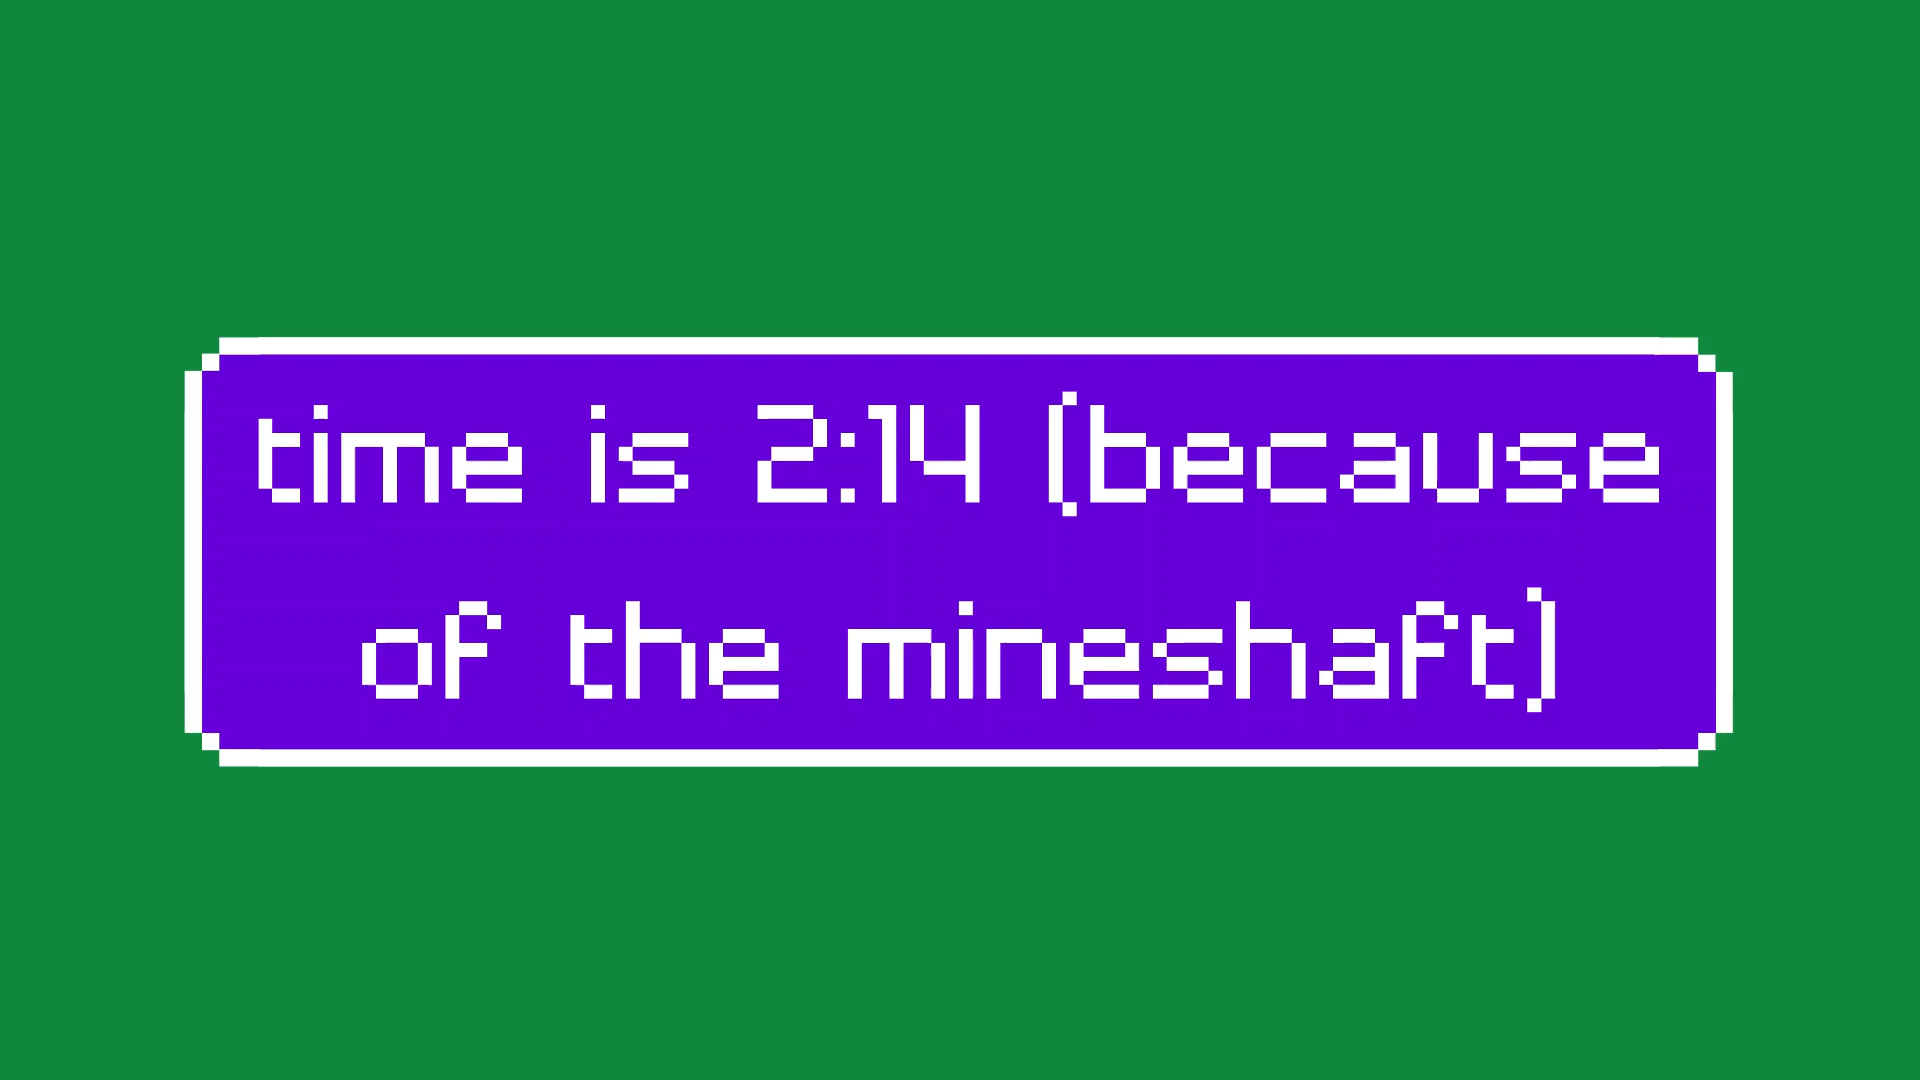 time is 2:14 (because
of the mineshaft)